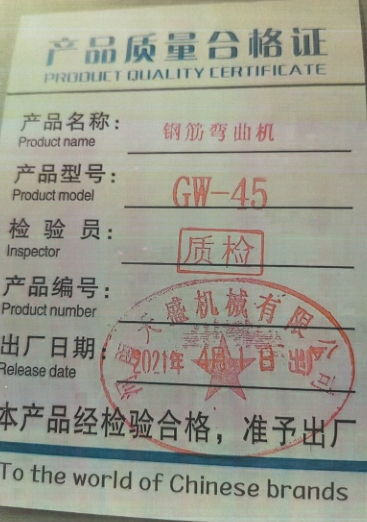 产品质量合格证
PRODUCT QUALITY CERTIFICATE
产品名称： 钢筋弯曲机
Product name
产品型号： GW-45
Product model
检 验 员： 质检
Inspector
产品编号：
Product number
天盛机械有限公司
出厂日期： 2021年 4月 1 日
Release date
本产品经检验合格，准予出厂
To the world of Chinese brands